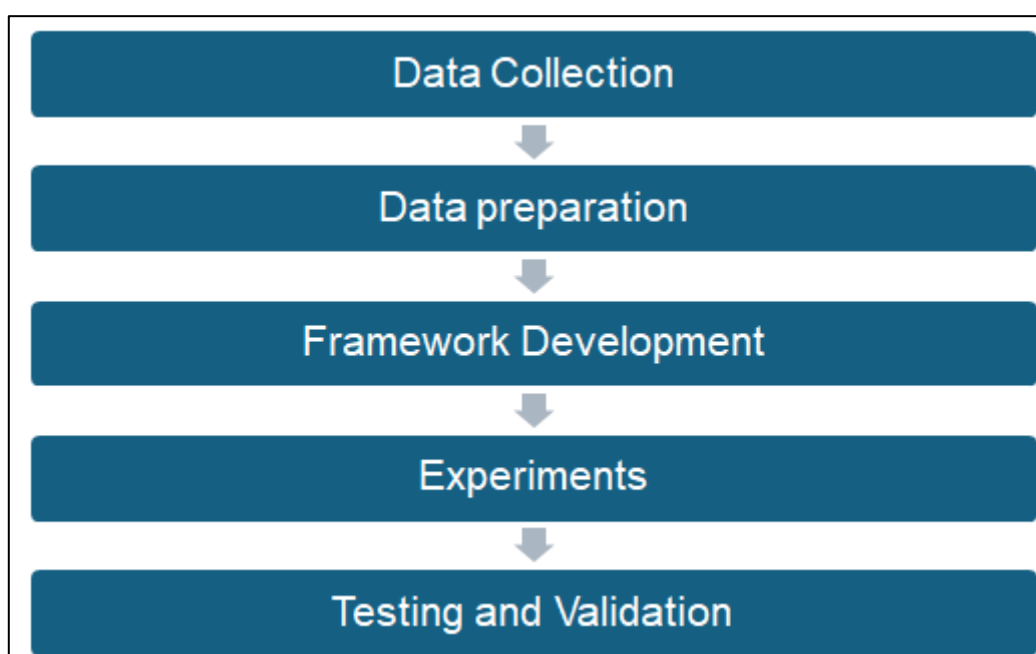 Data Collection
Data preparation
Framework Development
Experiments
Testing and Validation